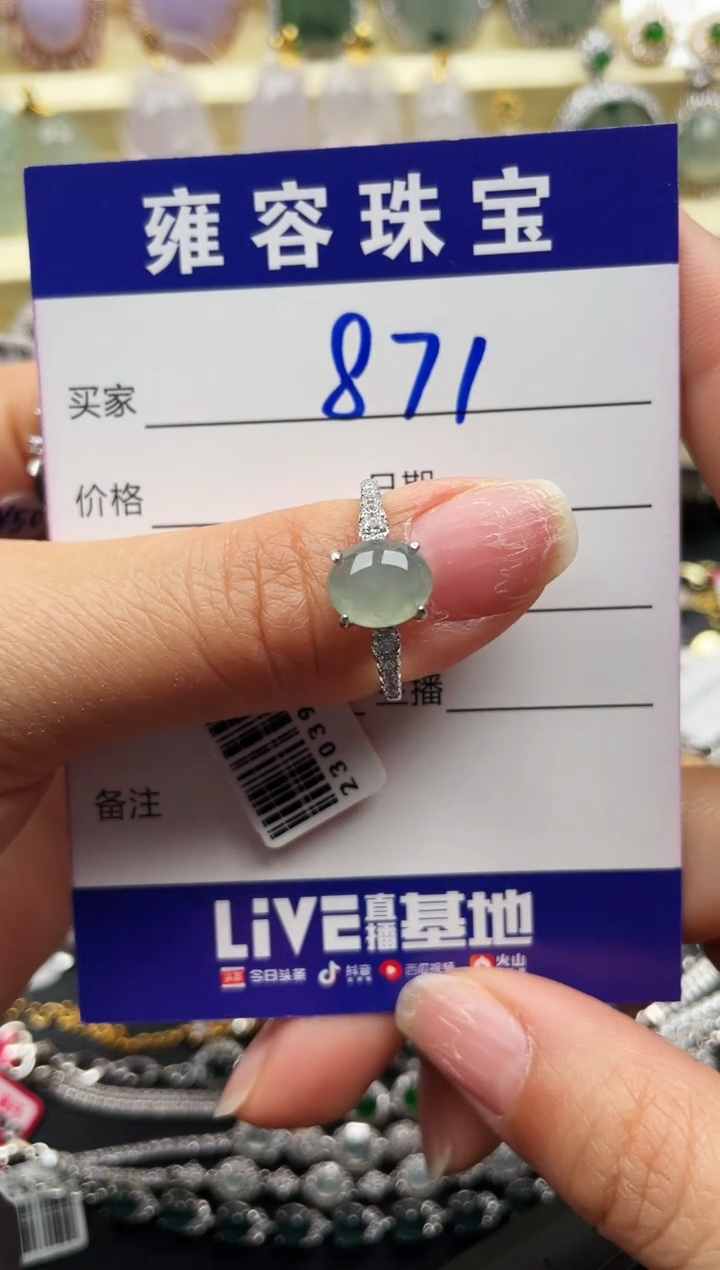 雍容珠宝
买家 871
价格 日期
主播
备注
23039
LiVE直播基地
今日头条 抖音 西瓜视频 火山